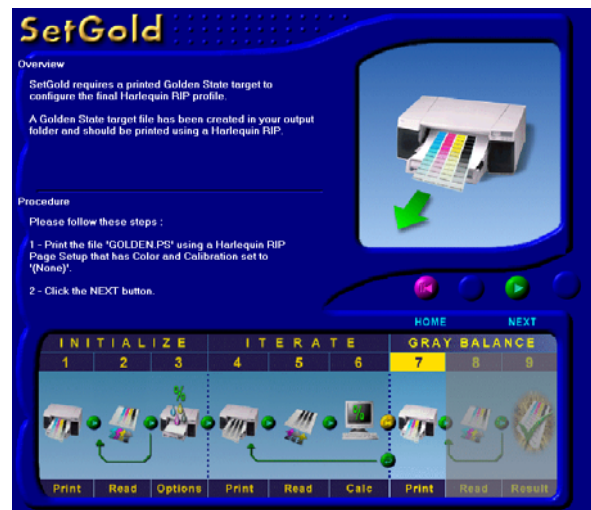 SetGold
Overview
SetGold requires a printed Golden State target to
configure the final Harlequin RIP profile.
A Golden State target file has been created in your output
folder and should be printed using a Harlequin RIP.
Procedure
Please follow these steps :
1 - Print the file 'GOLDEN.PS' using a Harlequin RIP
Page Setup that has Color and Calibration set to
'(None)'.
2 - Click the NEXT button.
HOME NEXT
INITIALIZE ITERATE GRAY BALANCE
1 2 3 4 5 6 7 8 9
% %
Print Read Options Print Read Calc Print Read Result